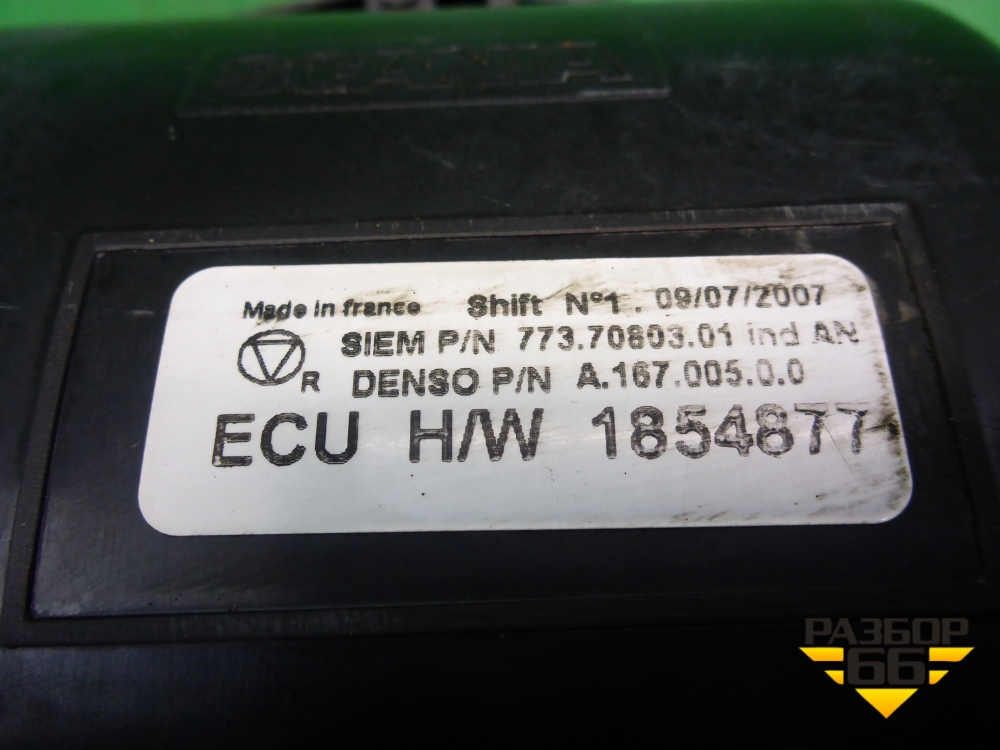 SCANIA
Made in france Shift N°1. 09/07/2007
SIEM P/N 773.70803.01 ind AN
R DENSO P/N A.167.005.0.0
ECU H/W 1854877
РАЗБОР
66